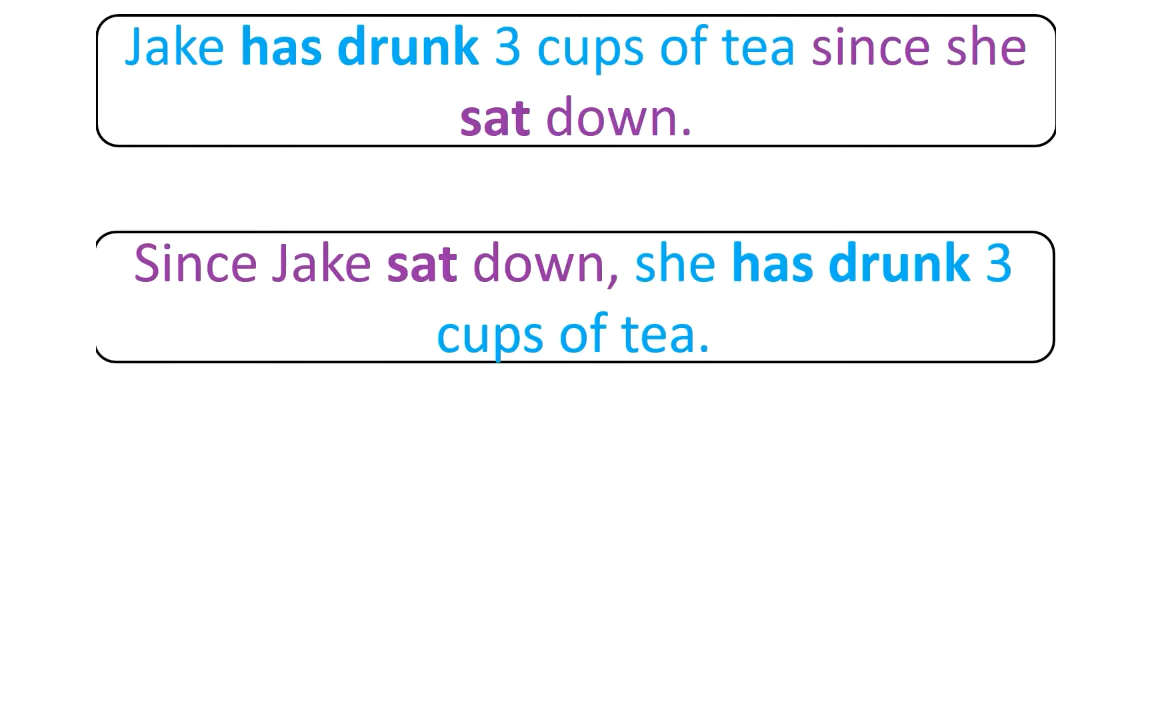 Jake has drunk 3 cups of tea since she
sat down.
Since Jake sat down, she has drunk 3
cups of tea.